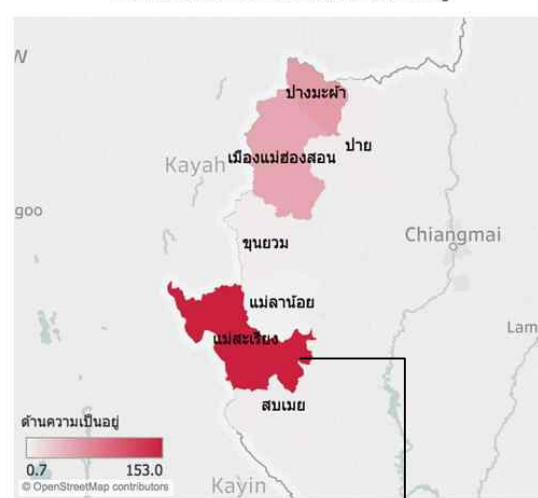 ปางมะผ้า
ปาย
เมืองแม่ฮ่องสอน
Kayah
goo
ขุนยวม
Chiangmai
แม่ลาน้อย
Lam
แม่สะเรียง
สบเมย
ด้านความเป็นอยู่
0.7 153.0
© OpenStreetMap contributors
Kayin